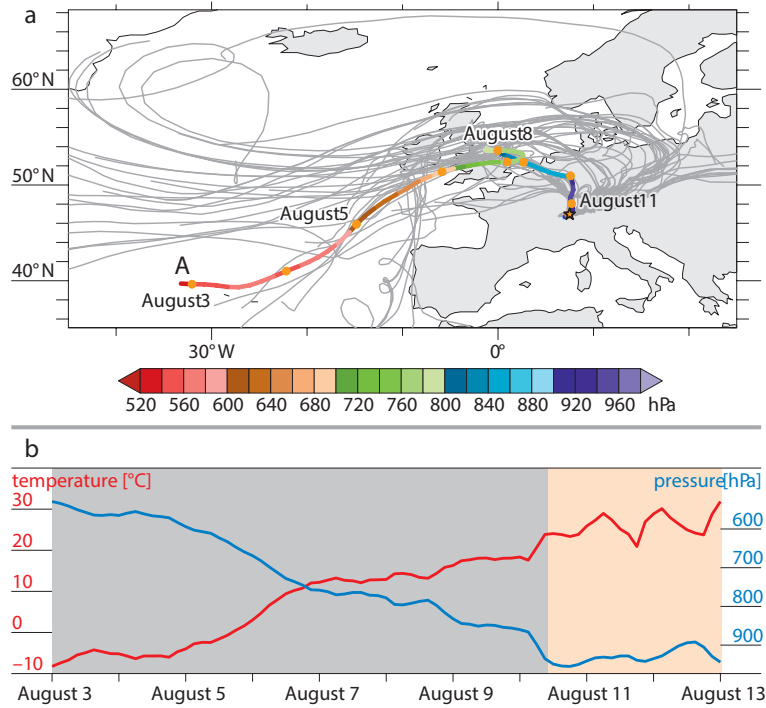 a
60°N
50°N
40°N
August8
August11
August5
A
August3
30°W
0°
520 560 600 640 680 720 760 800 840 880 920 960 hPa
b
temperature [°C]
pressure[hPa]
30
20
10
0
−10
600
700
800
900
August 3 August 5 August 7 August 9 August 11 August 13